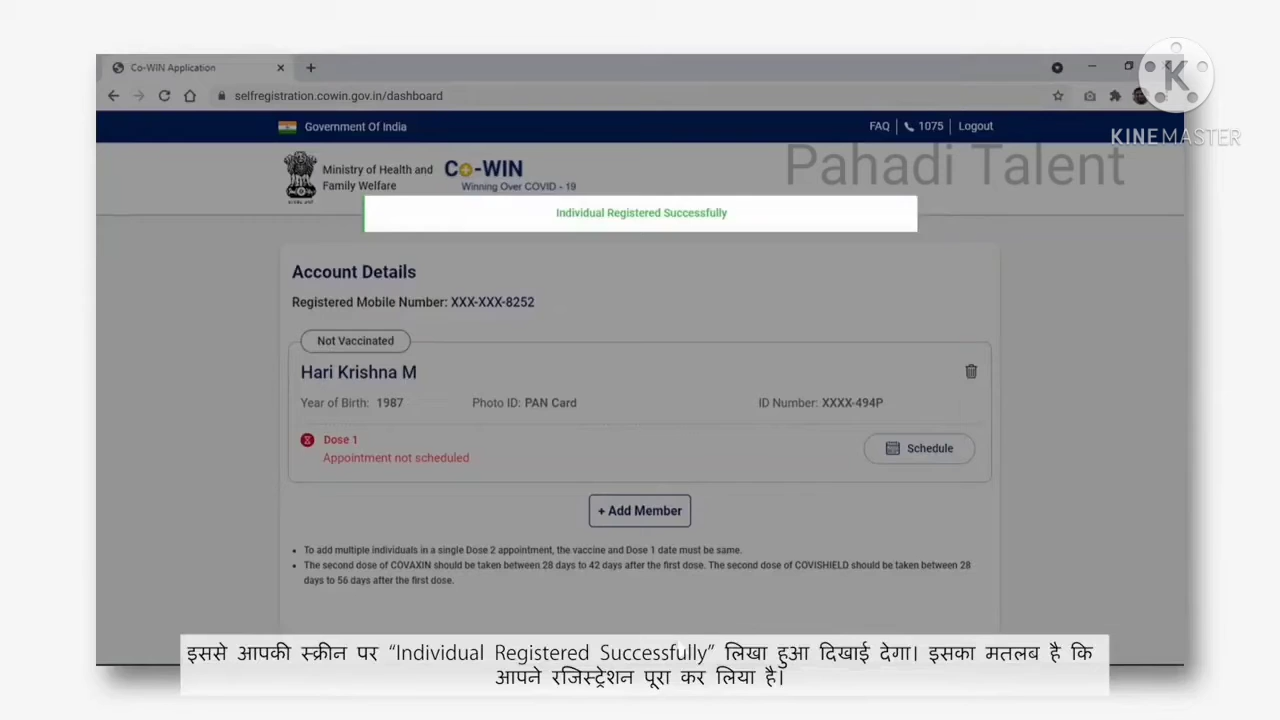 Co-WIN Application
selfregistration.cowin.gov.in/dashboard
K
KINEMASTER
Government Of India
FAQ 1075 Logout
Ministry of Health and
Family Welfare
Co-WIN
Winning Over COVID - 19
Pahadi Talent
Individual Registered Successfully
Account Details
Registered Mobile Number: XXX-XXX-8252
Not Vaccinated
Hari Krishna M
Year of Birth: 1987 Photo ID: PAN Card ID Number: XXXX-494P
Dose 1
Appointment not scheduled
Schedule
+ Add Member
• To add multiple individuals in a single Dose 2 appointment, the vaccine and Dose 1 date must be same.
• The second dose of COVAXIN should be taken between 28 days to 42 days after the first dose. The second dose of COVISHIELD should be taken between 28
days to 56 days after the first dose.
इससे आपकी स्क्रीन पर “Individual Registered Successfully” लिखा हुआ दिखाई देगा। इसका मतलब है कि
आपने रजिस्ट्रेशन पूरा कर लिया है।